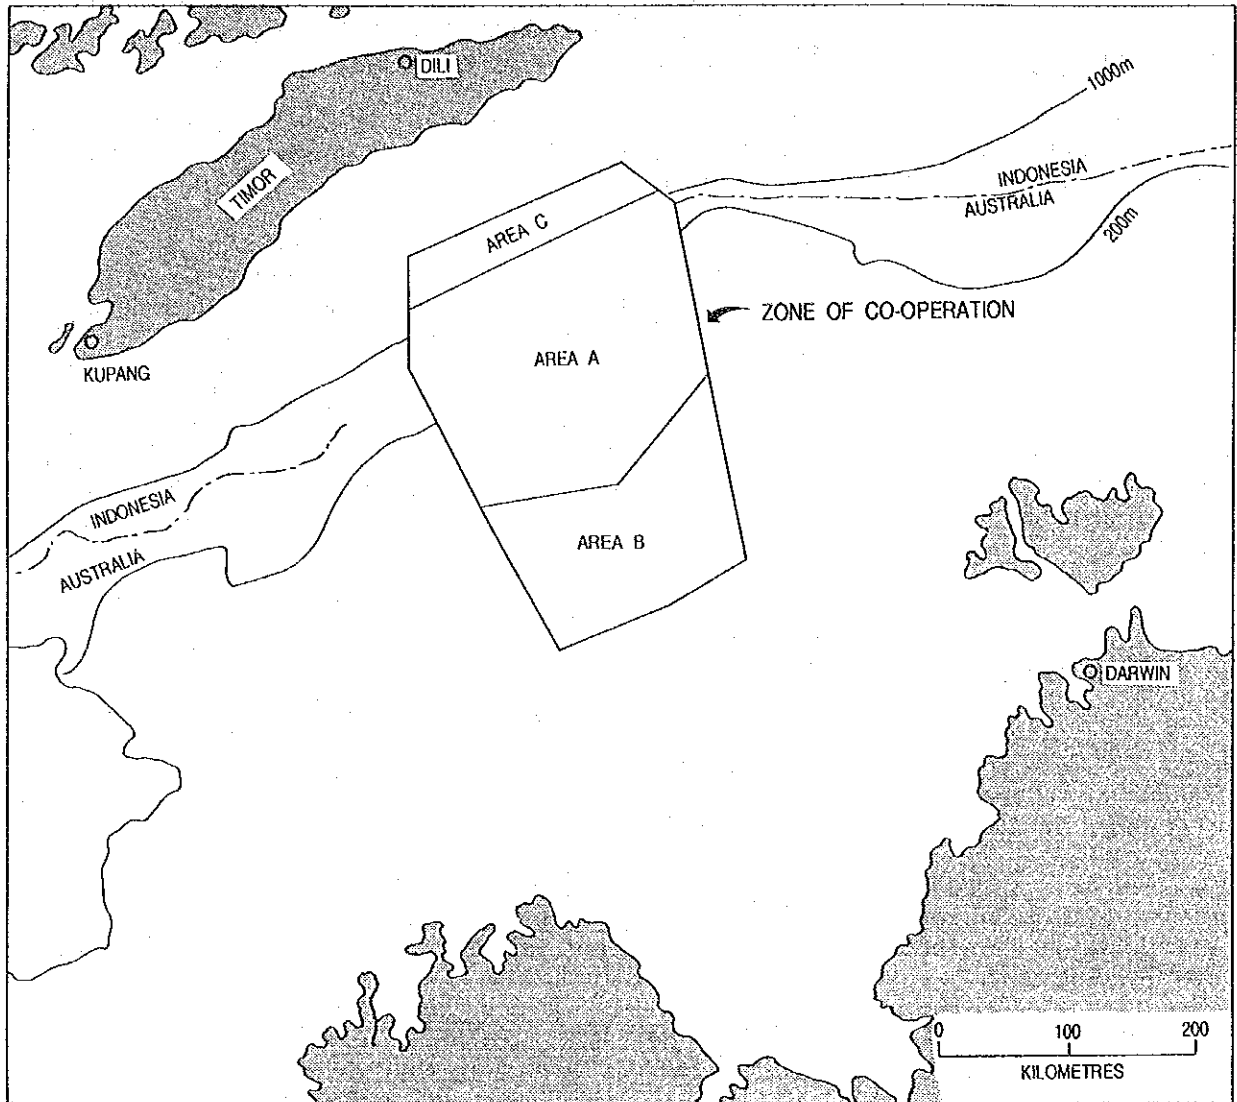 DILI
1000m
TIMOR
INDONESIA
AUSTRALIA
AREA C
200m
ZONE OF CO-OPERATION
AREA A
KUPANG
INDONESIA
AREA B
AUSTRALIA
DARWIN
0 100 200
KILOMETRES